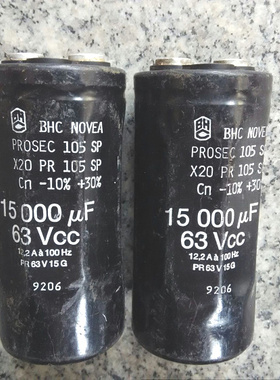 BHC NOVEA
PROSEC 105 SP
X20 PR 105 SP
Cn -10% +30%
15 000 µF
63 Vcc
12,2 A à 100 Hz
PR 63 V 15 G
9206
BHC NOVEA
PROSEC 105 SP
X20 PR 105 SP
Cn -10% +30%
15 000 µF
63 Vcc
12,2 A à 100 Hz
PR 63 V 15 G
9206